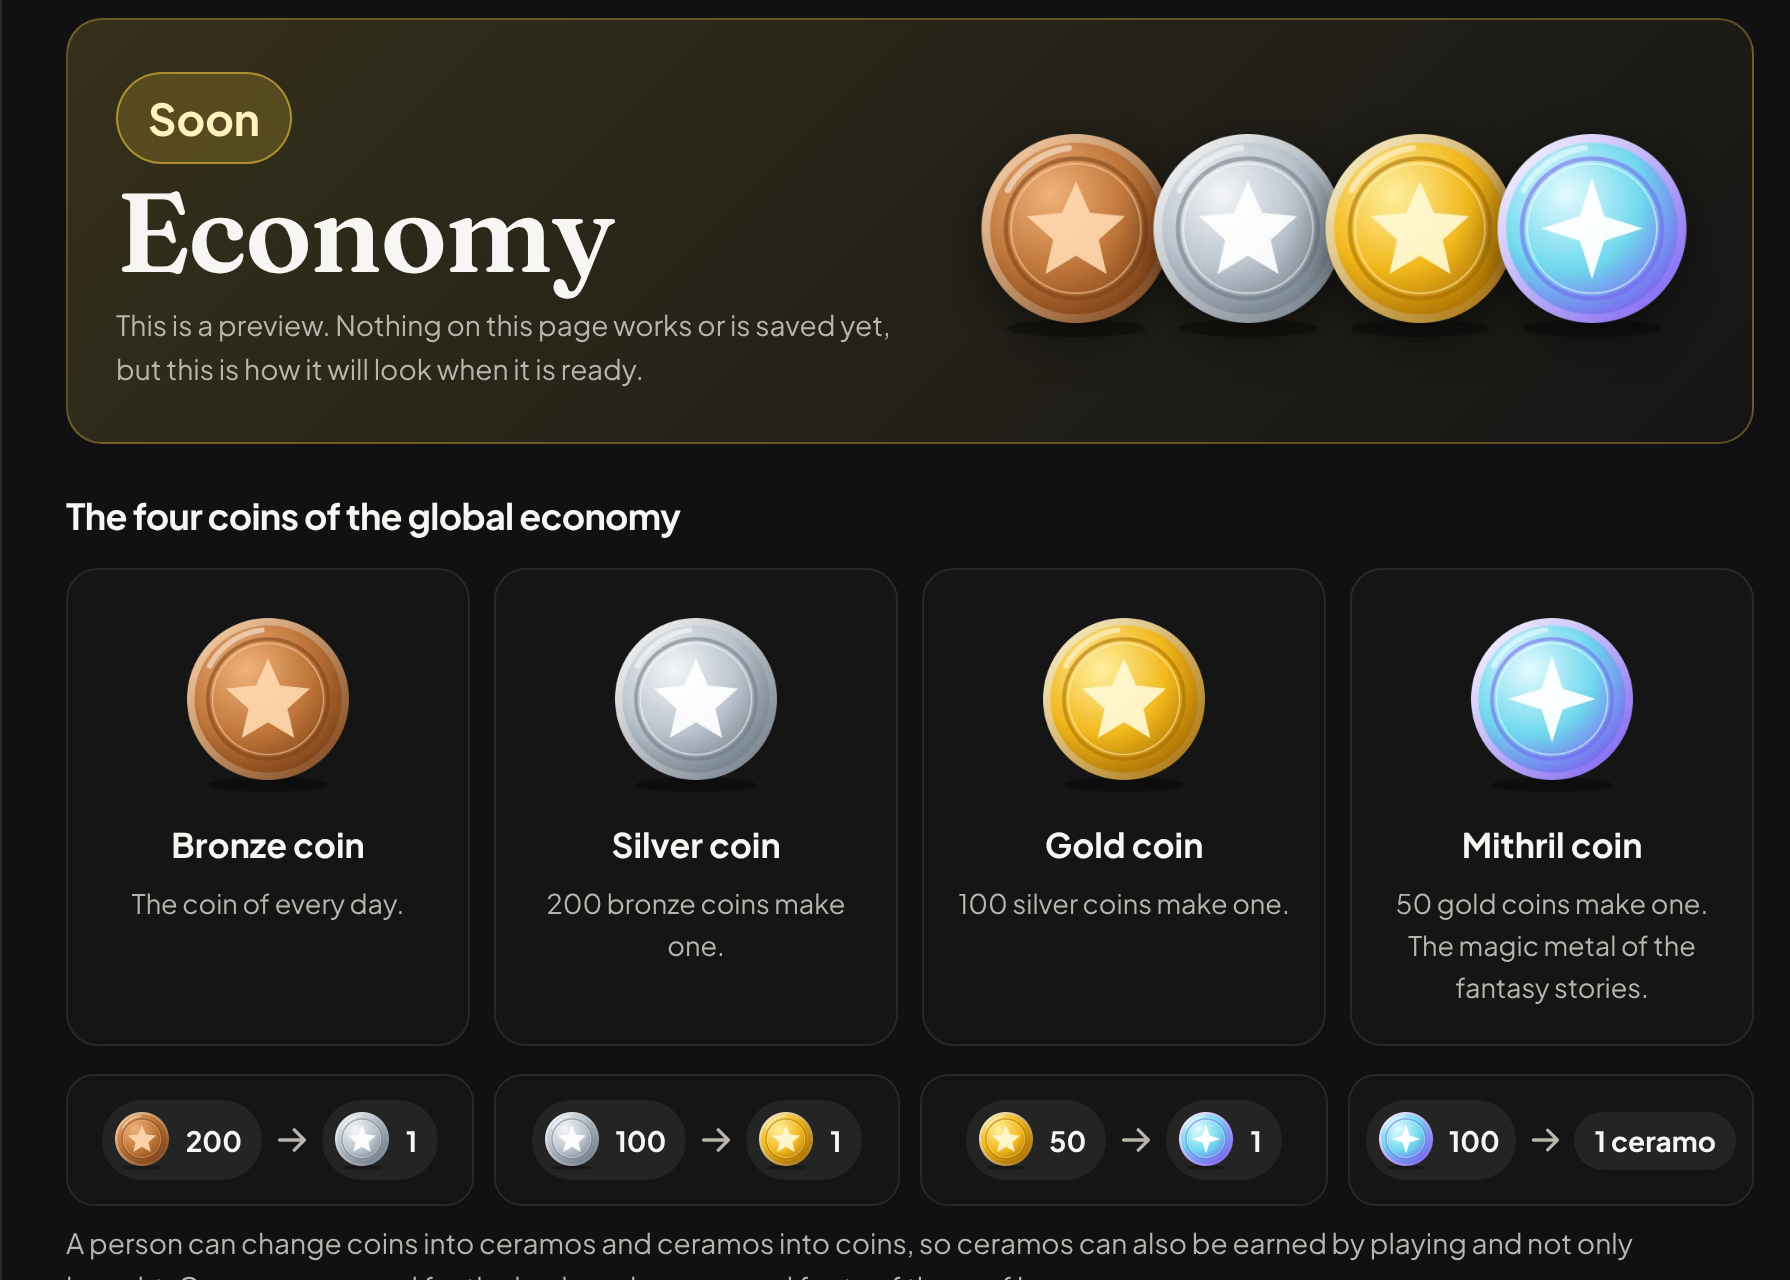 Soon
Economy
This is a preview. Nothing on this page works or is saved yet,
but this is how it will look when it is ready.
The four coins of the global economy
Bronze coin
The coin of every day.
Silver coin
200 bronze coins make
one.
Gold coin
100 silver coins make one.
Mithril coin
50 gold coins make one.
The magic metal of the
fantasy stories.
200 → 1
100 → 1
50 → 1
100 → 1 ceramo
A person can change coins into ceramos and ceramos into coins, so ceramos can also be earned by playing and not only